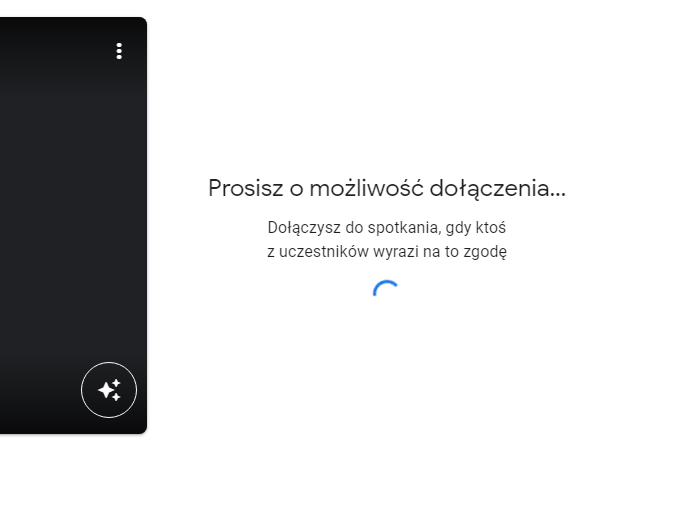 Prosisz o możliwość dołączenia...
Dołączysz do spotkania, gdy ktoś
z uczestników wyrazi na to zgodę